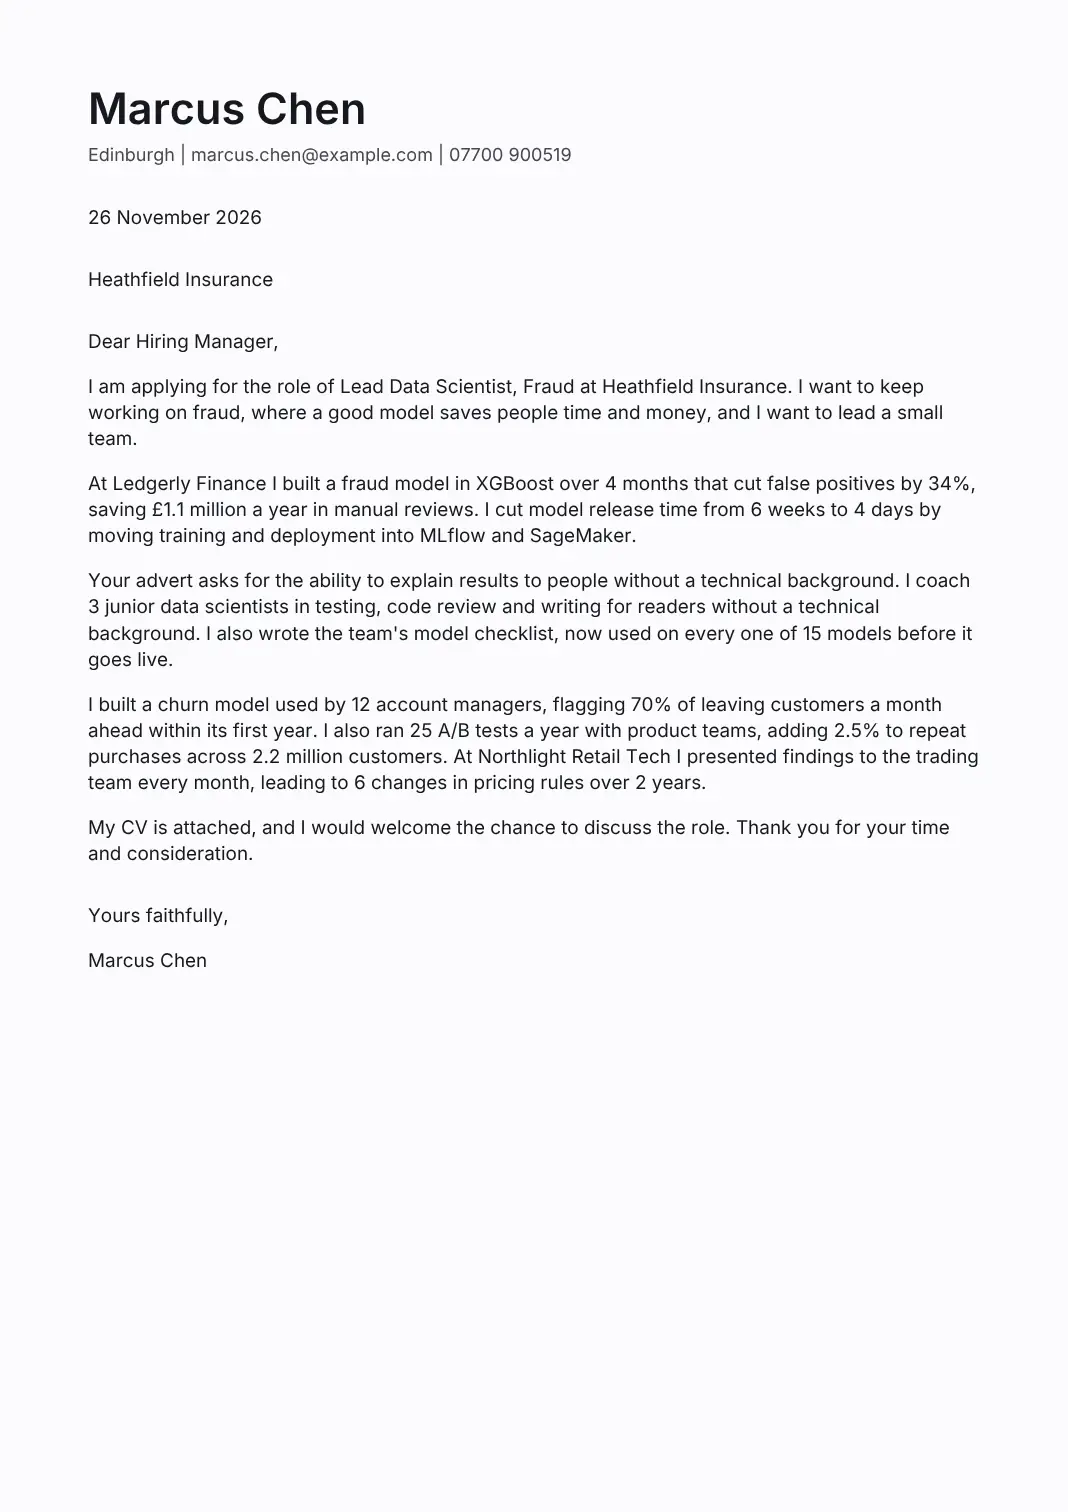 Marcus Chen
Edinburgh | marcus.chen@example.com | 07700 900519
26 November 2026
Heathfield Insurance
Dear Hiring Manager,
I am applying for the role of Lead Data Scientist, Fraud at Heathfield Insurance. I want to keep
working on fraud, where a good model saves people time and money, and I want to lead a small
team.
At Ledgerly Finance I built a fraud model in XGBoost over 4 months that cut false positives by 34%,
saving £1.1 million a year in manual reviews. I cut model release time from 6 weeks to 4 days by
moving training and deployment into MLflow and SageMaker.
Your advert asks for the ability to explain results to people without a technical background. I coach
3 junior data scientists in testing, code review and writing for readers without a technical
background. I also wrote the team's model checklist, now used on every one of 15 models before it
goes live.
I built a churn model used by 12 account managers, flagging 70% of leaving customers a month
ahead within its first year. I also ran 25 A/B tests a year with product teams, adding 2.5% to repeat
purchases across 2.2 million customers. At Northlight Retail Tech I presented findings to the trading
team every month, leading to 6 changes in pricing rules over 2 years.
My CV is attached, and I would welcome the chance to discuss the role. Thank you for your time
and consideration.
Yours faithfully,
Marcus Chen